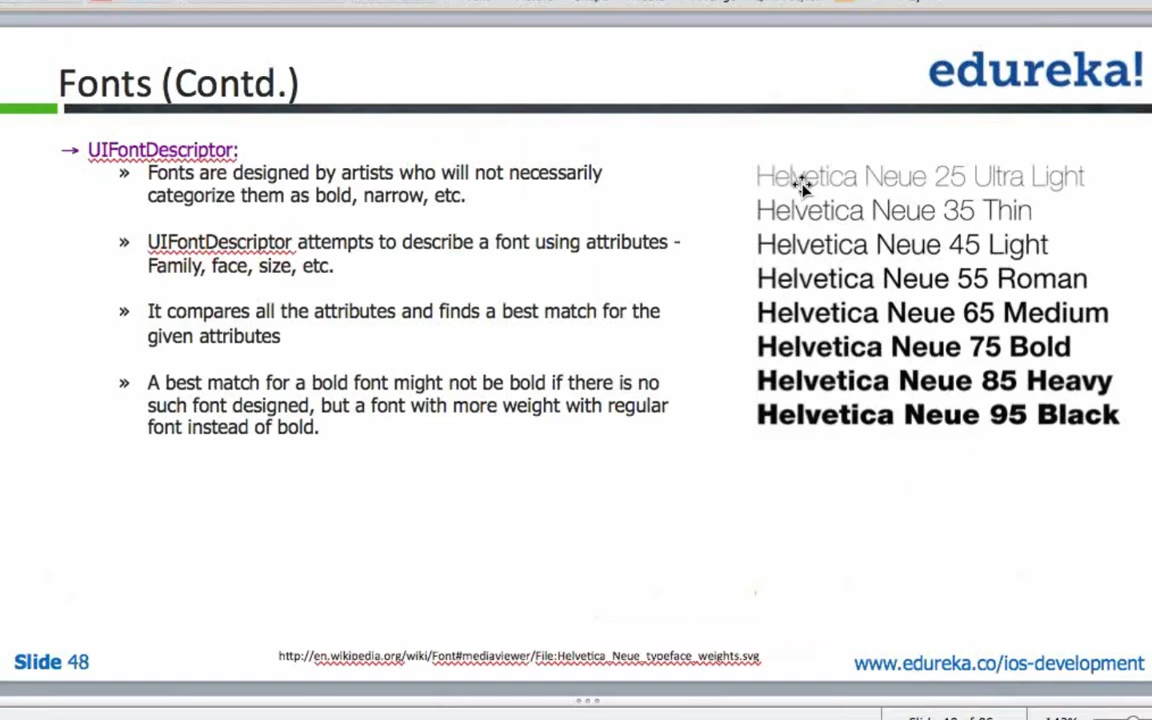 Fonts (Contd.)
edureka!
→ UIFontDescriptor:
» Fonts are designed by artists who will not necessarily
categorize them as bold, narrow, etc.
» UIFontDescriptor attempts to describe a font using attributes -
Family, face, size, etc.
» It compares all the attributes and finds a best match for the
given attributes
» A best match for a bold font might not be bold if there is no
such font designed, but a font with more weight with regular
font instead of bold.
Helvetica Neue 25 Ultra Light
Helvetica Neue 35 Thin
Helvetica Neue 45 Light
Helvetica Neue 55 Roman
Helvetica Neue 65 Medium
Helvetica Neue 75 Bold
Helvetica Neue 85 Heavy
Helvetica Neue 95 Black
Slide 48
http://en.wikipedia.org/wiki/Font#mediaviewer/File:Helvetica_Neue_typeface_weights.svg
www.edureka.co/ios-development